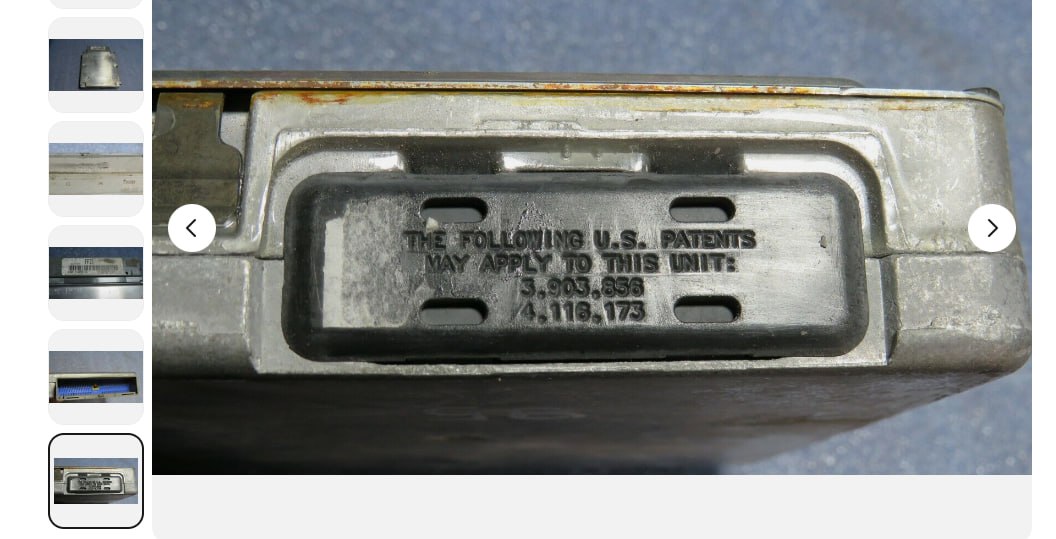 THE FOLLOWING U.S. PATENTS
MAY APPLY TO THIS UNIT:
3,903,856
4,116,173